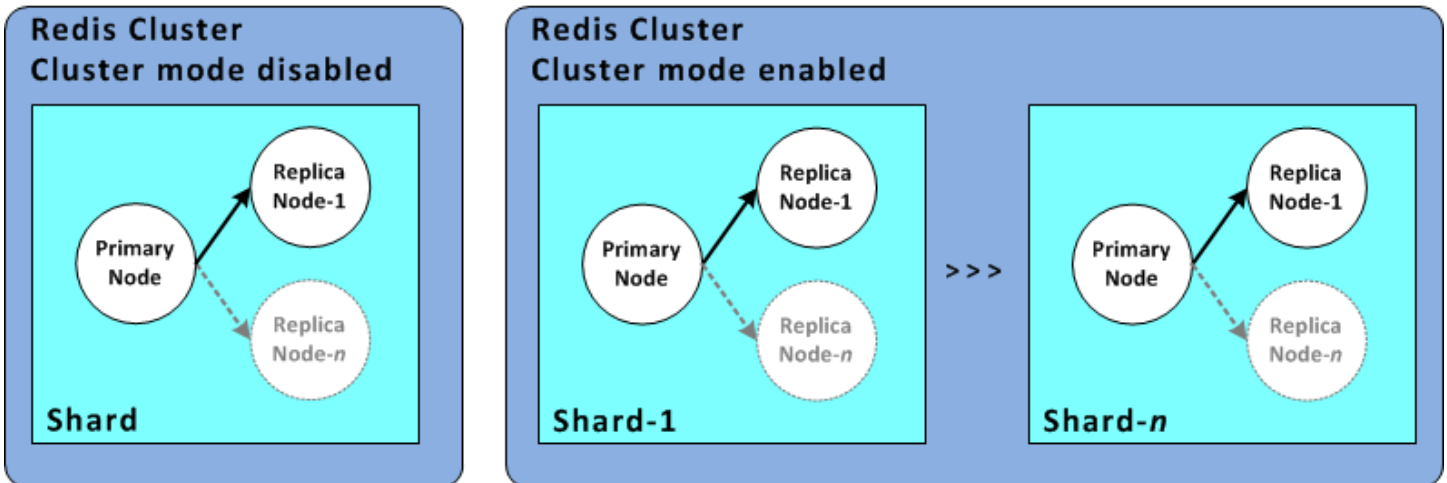 Redis Cluster
Cluster mode disabled
Replica
Node-1
Primary
Node
Replica
Node-n
Shard
Redis Cluster
Cluster mode enabled
Replica
Node-1
Primary
Node
Replica
Node-n
Shard-1
>>>
Replica
Node-1
Primary
Node
Replica
Node-n
Shard-n